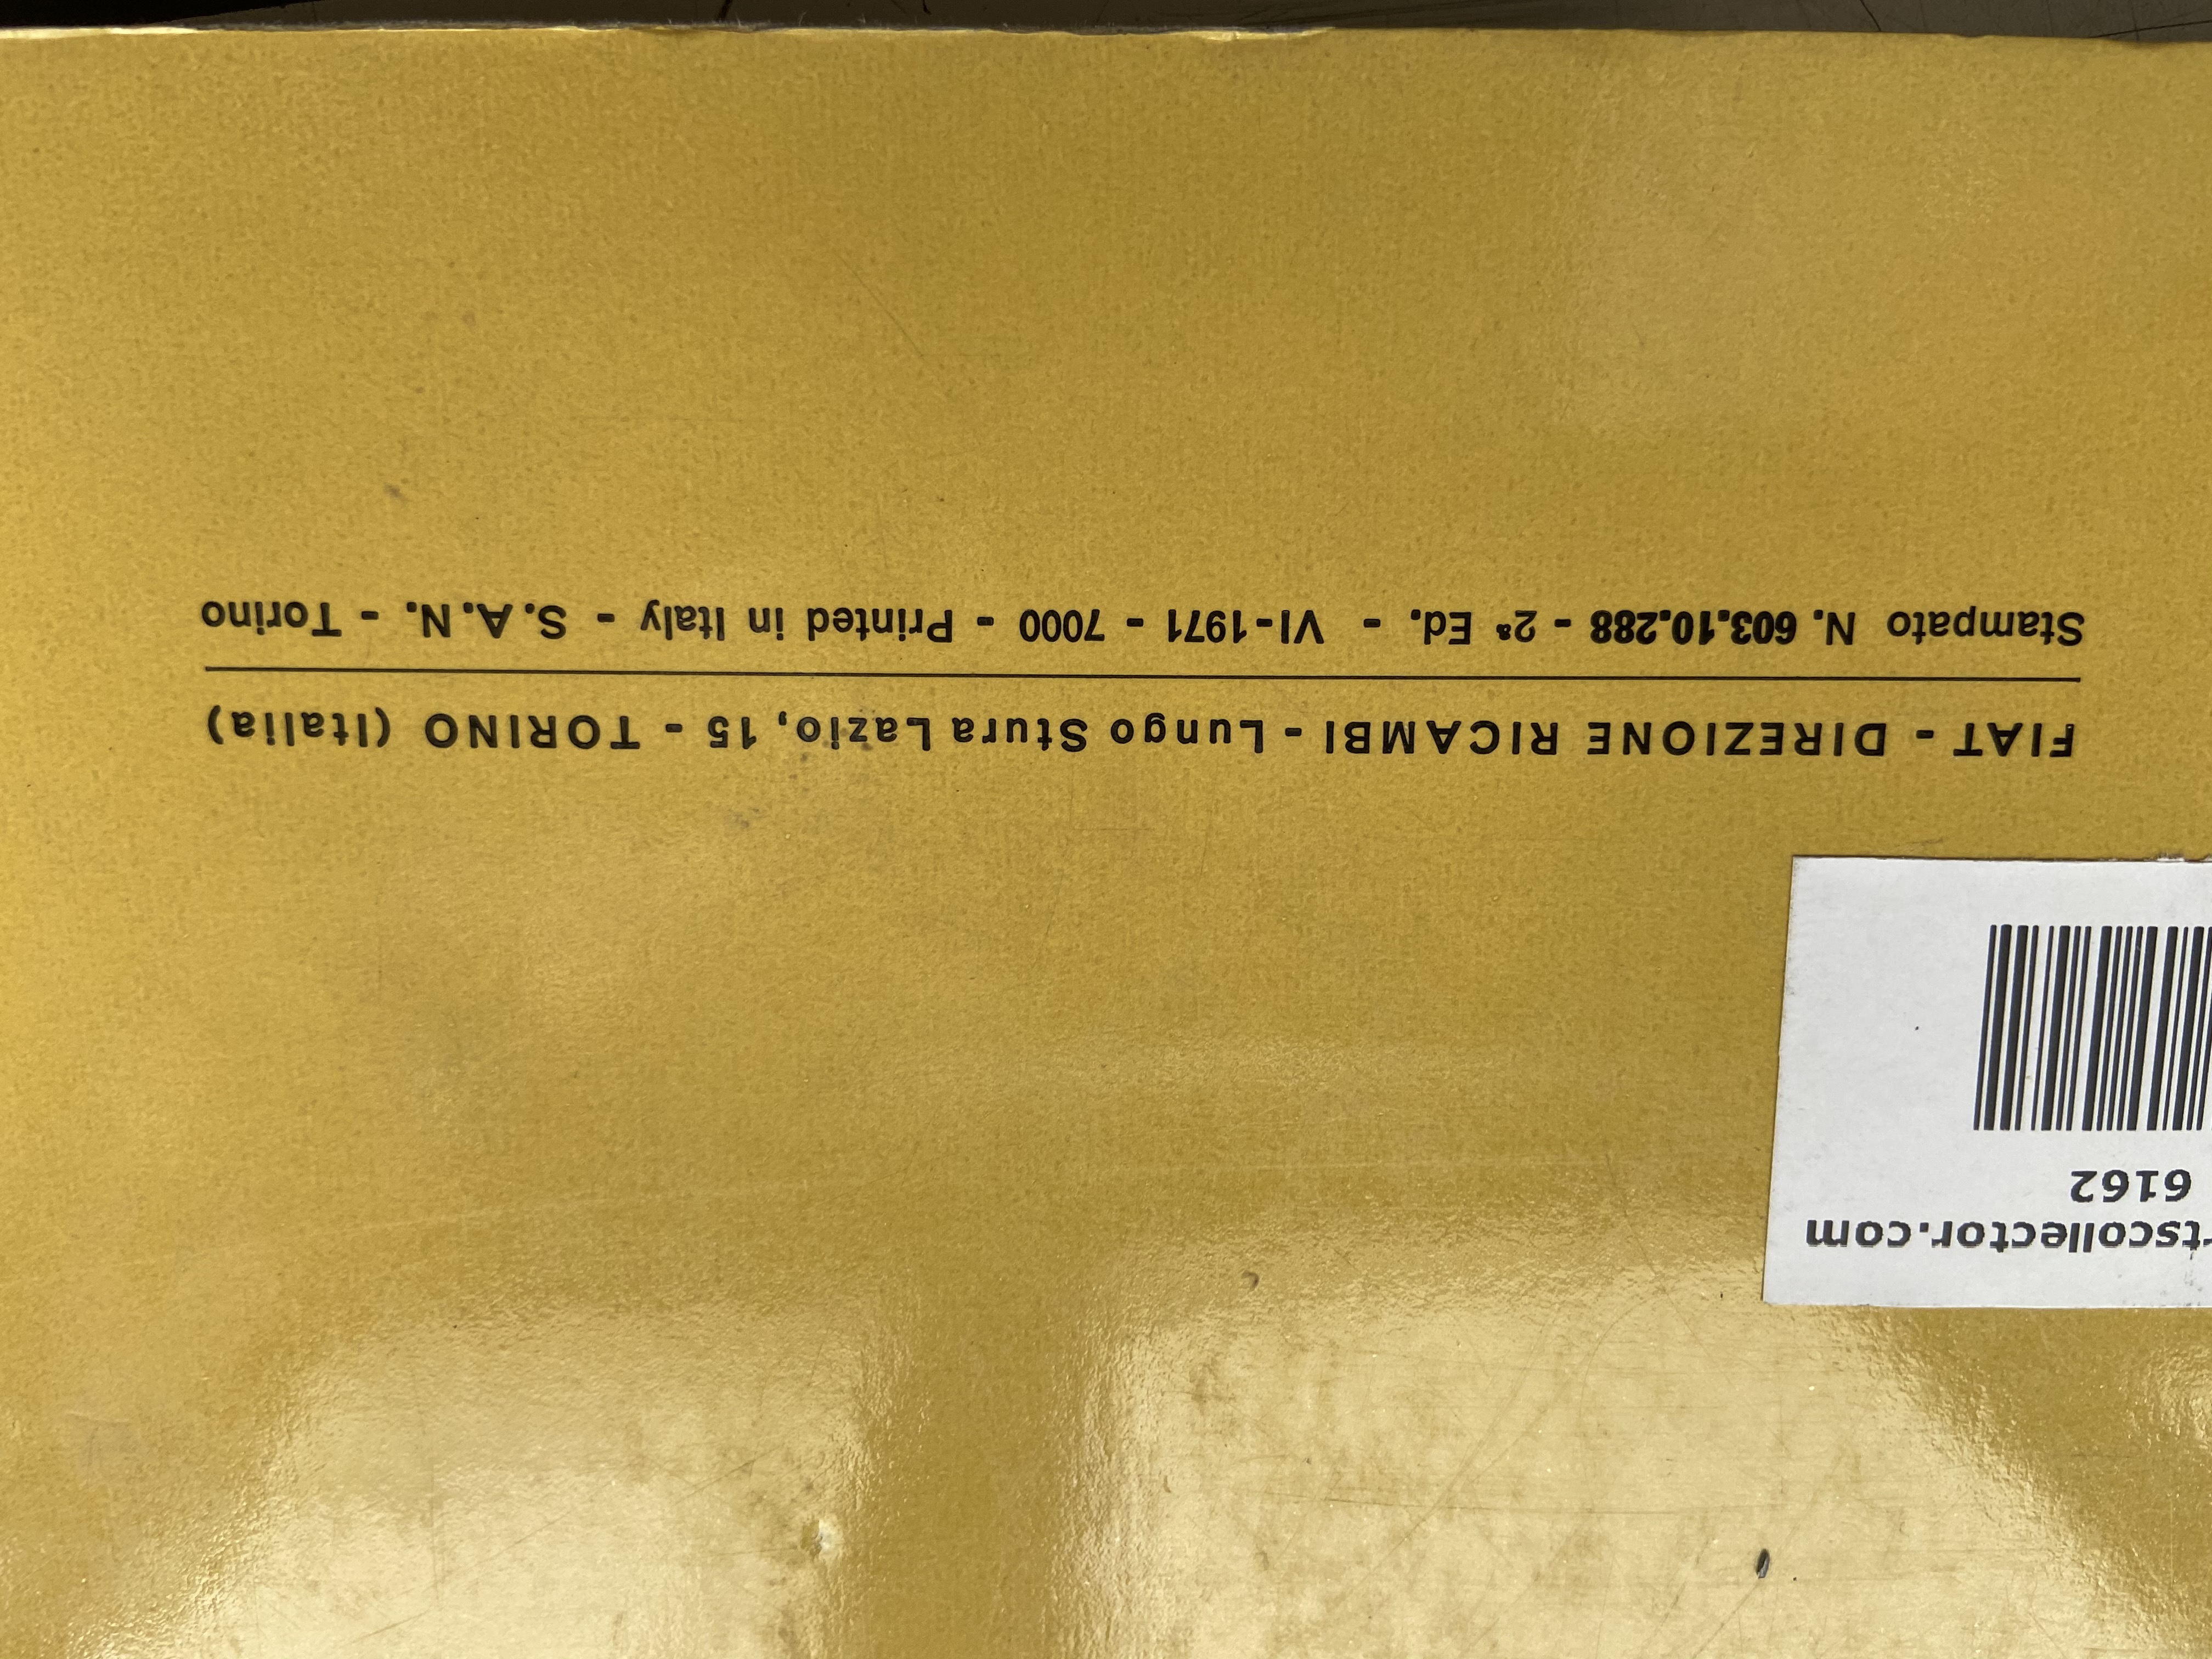 tscollector.com
6162
FIAT - DIREZIONE RICAMBI - Lungo Stura Lazio, 15 - TORINO (Italia)
Stampato N. 603.10.288 - 2ª Ed. - VI-1971 - 7000 - Printed in Italy - S.A.N. - Torino